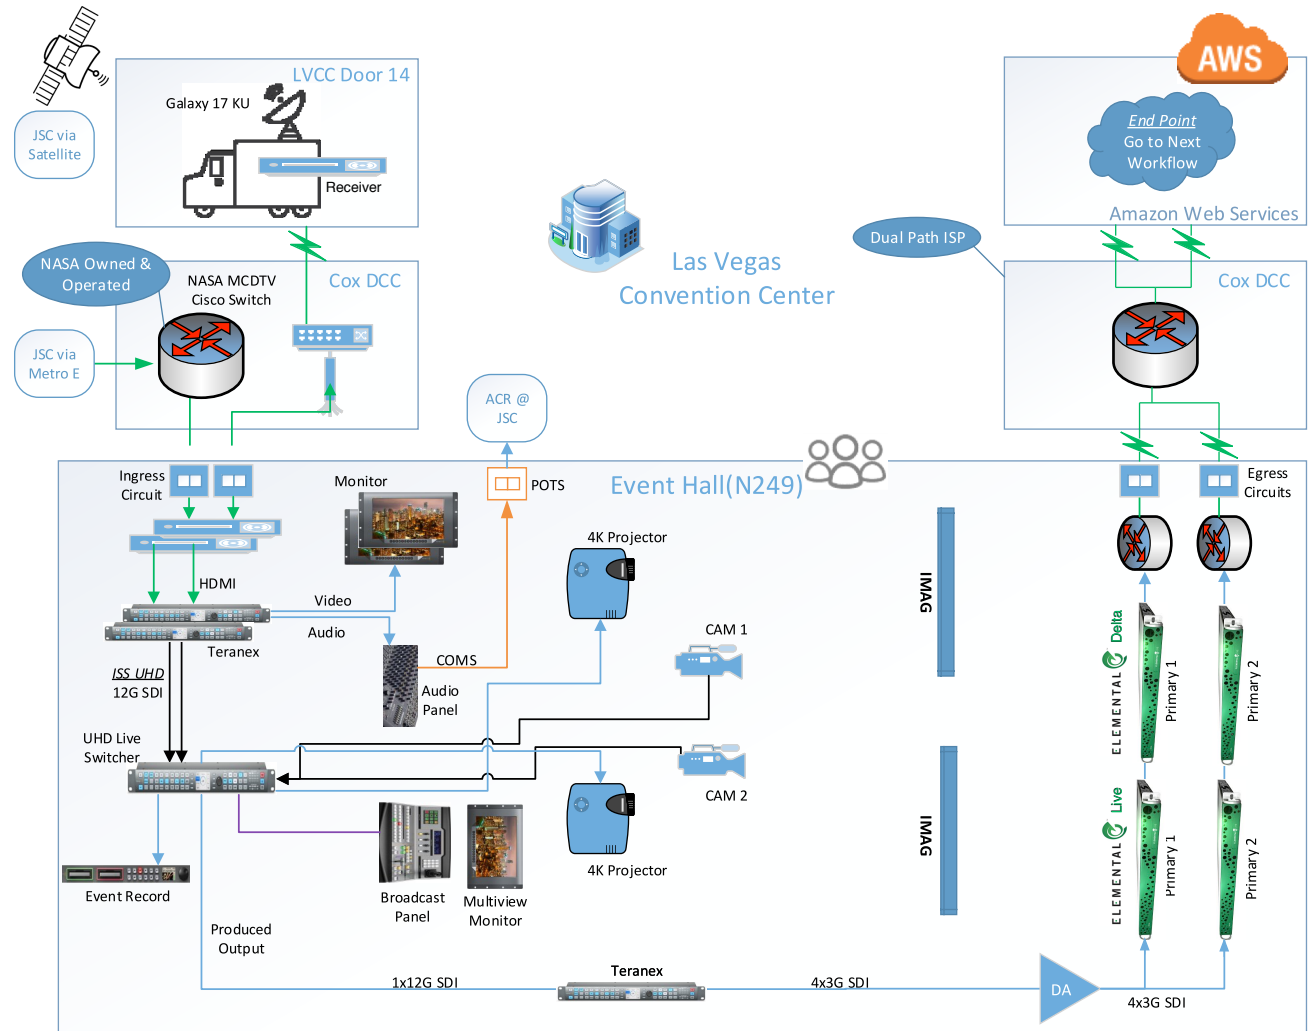 LVCC Door 14
Galaxy 17 KU
Receiver
JSC via
Satellite
NASA Owned &
Operated
NASA MCDTV
Cisco Switch
Cox DCC
JSC via
Metro E
Las Vegas
Convention Center
AWS
End Point
Go to Next
Workflow
Amazon Web Services
Dual Path ISP
Cox DCC
ACR @
JSC
Ingress
Circuit
Monitor
POTS
Event Hall(N249)
Egress
Circuits
4K Projector
HDMI
Video
Audio
Teranex
ISS UHD
12G SDI
COMS
Audio
Panel
CAM 1
IMAG
UHD Live
Switcher
CAM 2
4K Projector
IMAG
Event Record
Broadcast
Panel
Multiview
Monitor
Produced
Output
ELEMENTAL Delta
Primary 1
Primary 2
ELEMENTAL Live
Primary 1
Primary 2
1x12G SDI
Teranex
4x3G SDI
DA
4x3G SDI